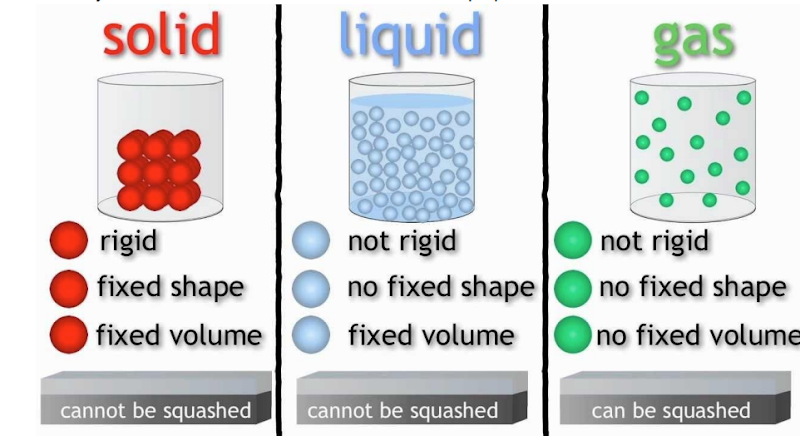 solid
rigid
fixed shape
fixed volume
cannot be squashed
liquid
not rigid
no fixed shape
fixed volume
cannot be squashed
gas
not rigid
no fixed shape
no fixed volume
can be squashed